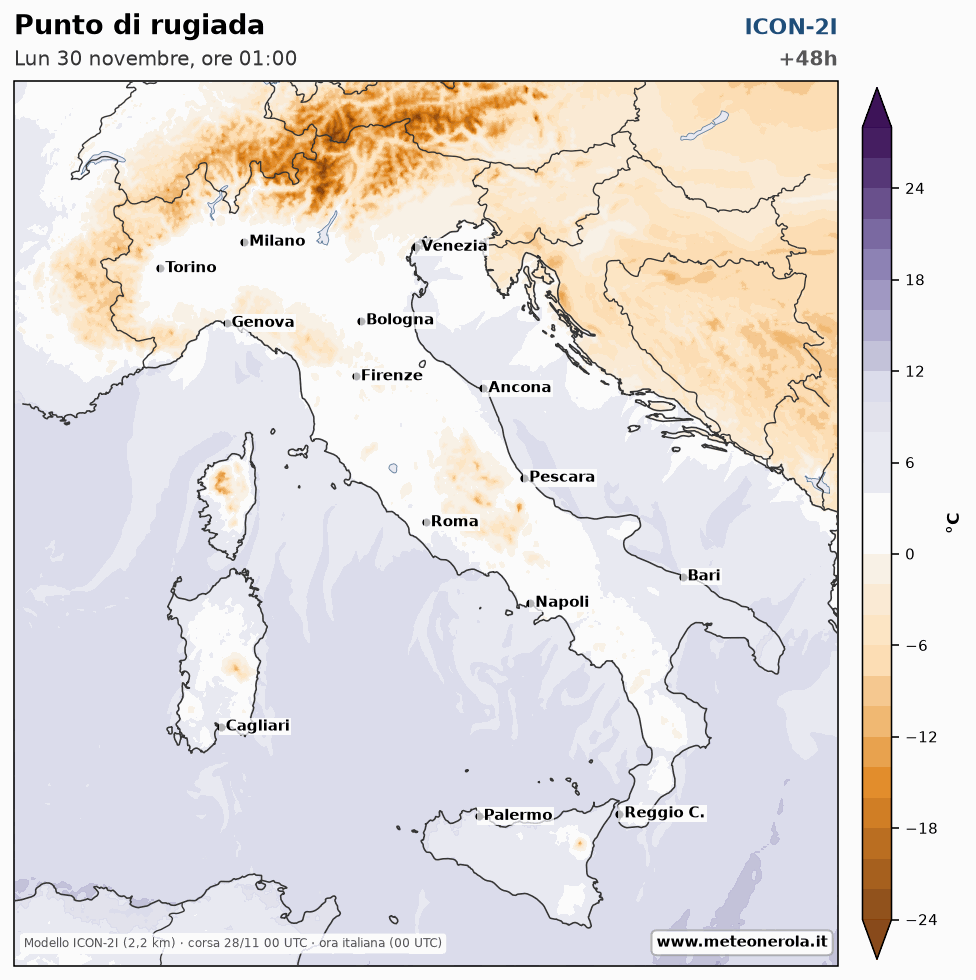 Punto di rugiada
ICON-2I
Lun 30 novembre, ore 01:00
+48h
Milano
Venezia
Torino
Genova
Bologna
Firenze
Ancona
Pescara
Roma
Bari
Napoli
Cagliari
Palermo
Reggio C.
24
18
12
6
0
−6
−12
−18
−24
°C
Modello ICON-2I (2,2 km) · corsa 28/11 00 UTC · ora italiana (00 UTC)
www.meteonerola.it